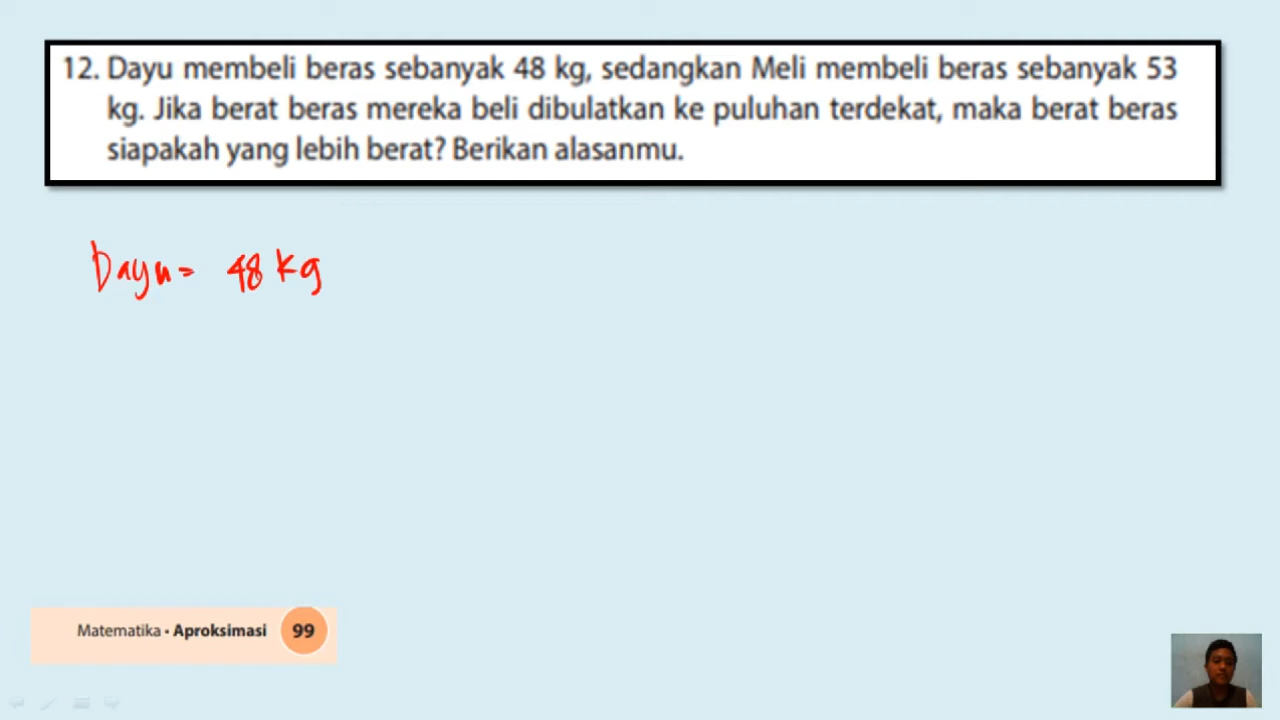 12. Dayu membeli beras sebanyak 48 kg, sedangkan Meli membeli beras sebanyak 53
kg. Jika berat beras mereka beli dibulatkan ke puluhan terdekat, maka berat beras
siapakah yang lebih berat? Berikan alasanmu.
Dayu = 48 kg
Matematika • Aproksimasi 99